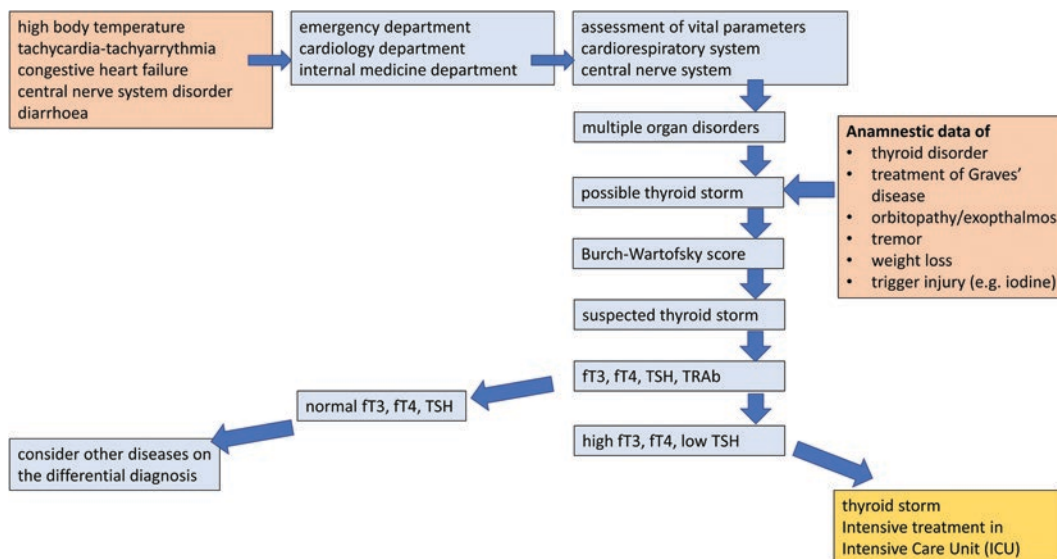 high body temperature
tachycardia-tachyarrythmia
congestive heart failure
central nerve system disorder
diarrhoea
emergency department
cardiology department
internal medicine department
assessment of vital parameters
cardiorespiratory system
central nerve system
multiple organ disorders
Anamnestic data of
• thyroid disorder
• treatment of Graves'
disease
• orbitopathy/exopthalmos
• tremor
• weight loss
• trigger injury (e.g. iodine)
possible thyroid storm
Burch-Wartofsky score
suspected thyroid storm
fT3, fT4, TSH, TRAb
normal fT3, fT4, TSH
high fT3, fT4, low TSH
consider other diseases on
the differential diagnosis
thyroid storm
Intensive treatment in
Intensive Care Unit (ICU)